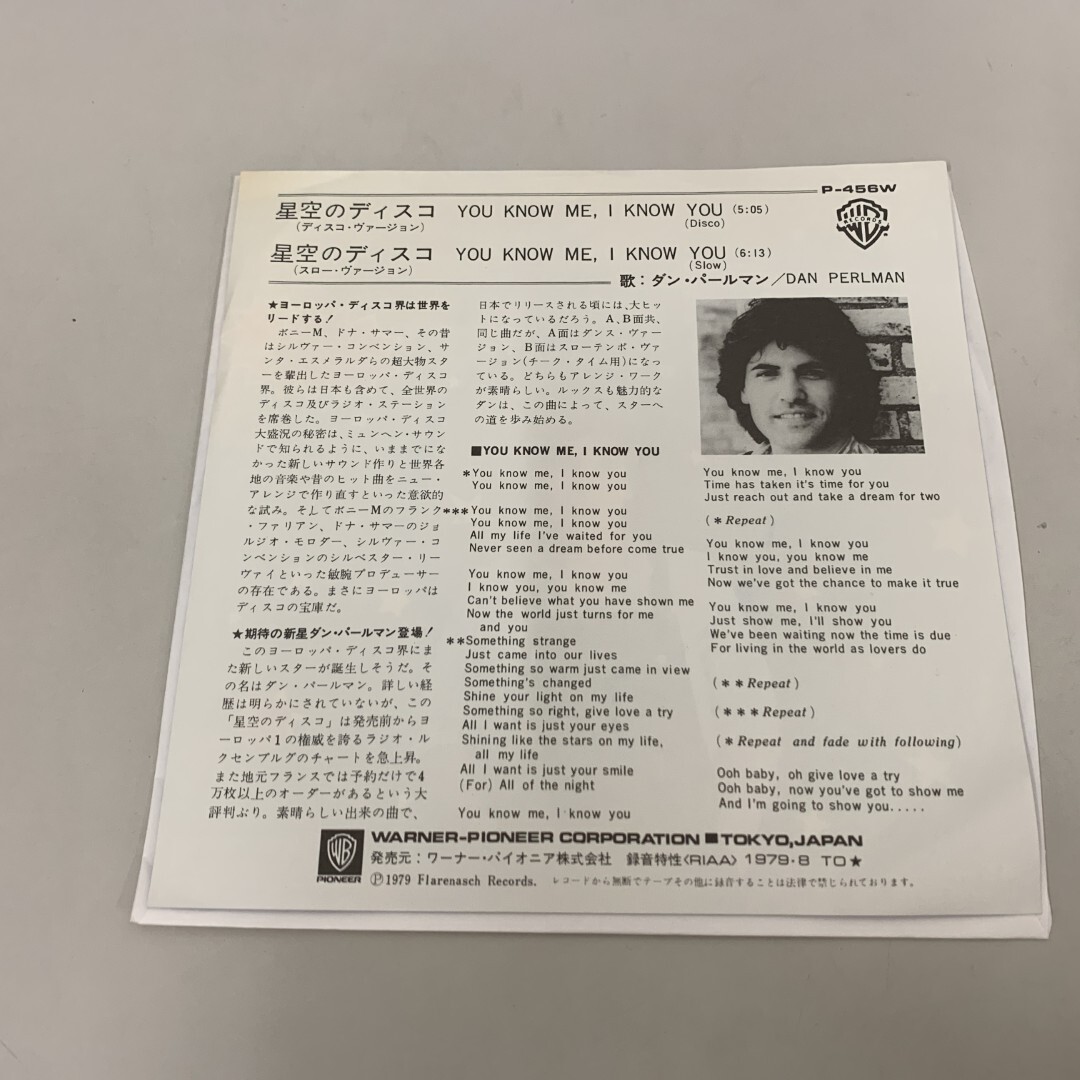 P-456W
星空のディスコ YOU KNOW ME, I KNOW YOU (5:05)
(ディスコ・ヴァージョン) (Disco)
星空のディスコ YOU KNOW ME, I KNOW YOU (6:13)
(スロー・ヴァージョン) (Slow)
歌：ダン・パールマン／DAN PERLMAN
WB RECORDS
★ヨーロッパ・ディスコ界は世界を
リードする！
ボニーM、ドナ・サマー、その昔
はシルヴァー・コンベンション、サ
ンタ・エスメラルダらの超大物スタ
ーを輩出したヨーロッパ・ディスコ
界。彼らは日本も含めて、全世界の
ディスコ及びラジオ・ステーション
を席巻した。ヨーロッパ・ディスコ
大盛況の秘密は、ミュンヘン・サウン
ドで知られるように、いままでにな
かった新しいサウンド作りと世界各
地の音楽や昔のヒット曲をニュー・
アレンジで作り直すといった意欲的
な試み。そしてボニーMのフランク
・ファリアン、ドナ・サマーのジョ
ルジオ・モロダー、シルヴァー・コ
ンベンションのシルベスター・リー
ヴァイといった敏腕プロデューサー
の存在である。まさにヨーロッパは
ディスコの宝庫だ。
★期待の新星ダン・パールマン登場！
このヨーロッパ・ディスコ界にま
た新しいスターが誕生しそうだ。そ
の名はダン・パールマン。詳しい経
歴は明らかにされていないが、この
「星空のディスコ」は発売前からヨ
ーロッパ1の権威を誇るラジオ・ル
クセンブルグのチャートを急上昇。
また地元フランスでは予約だけで4
万枚以上のオーダーがあるという大
評判ぶり。素晴らしい出来の曲で、
日本でリリースされる頃には、大ヒッ
トになっているだろう。A、B面共、
同じ曲だが、A面はダンス・ヴァー
ジョン、B面はスローテンポ・ヴァ
ージョン(チーク・タイム用)になっ
ている。どちらもアレンジ・ワーク
が素晴らしい。ルックスも魅力的な
ダンは、この曲によって、スターへ
の道を歩み始める。
■YOU KNOW ME, I KNOW YOU
*You know me, I know you
You know me, I know you
***You know me, I know you
You know me, I know you
All my life I've waited for you
Never seen a dream before come true
You know me, I know you
I know you, you know me
Can't believe what you have shown me
Now the world just turns for me
and you
**Something strange
Just came into our lives
Something so warm just came in view
Something's changed
Shine your light on my life
Something so right, give love a try
All I want is just your eyes
Shining like the stars on my life,
all my life
All I want is just your smile
(For) All of the night
You know me, I know you
You know me, I know you
Time has taken it's time for you
Just reach out and take a dream for two
(*Repeat)
You know me, I know you
I know you, you know me
Trust in love and believe in me
Now we've got the chance to make it true
You know me, I know you
Just show me, I'll show you
We've been waiting now the time is due
For living in the world as lovers do
(**Repeat)
(***Repeat)
(*Repeat and fade with following)
Ooh baby, oh give love a try
Ooh baby, now you've got to show me
And I'm going to show you.....
WB PIONEER
WARNER-PIONEER CORPORATION ■ TOKYO, JAPAN
発売元：ワーナー・パイオニア株式会社 録音特性〈RIAA〉1979・8 TO★
Ⓟ1979 Flarenasch Records. レコードから無断でテープその他に録音することは法律で禁じられております。